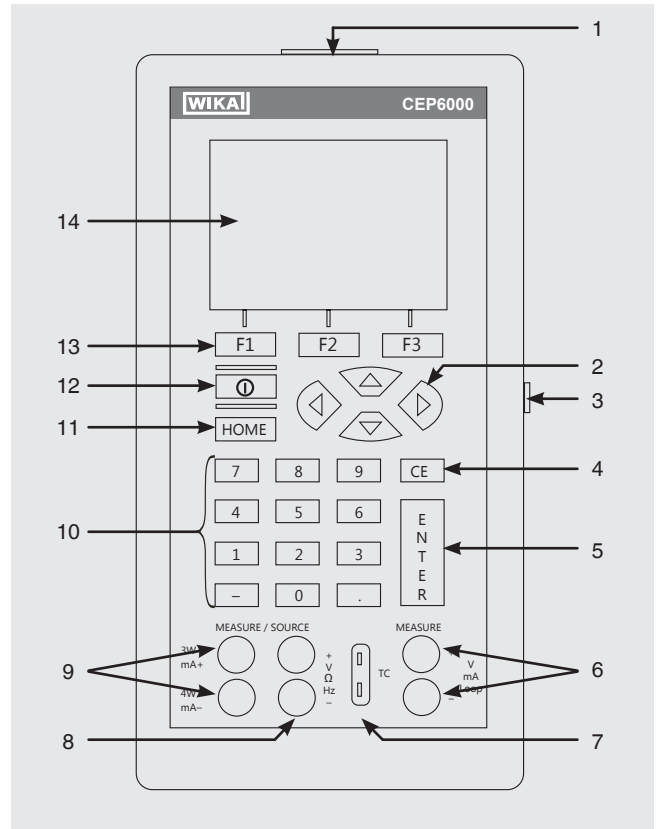 1
WIKA CEP6000
14
F1 F2 F3
13
12
2
3
11
HOME
7 8 9 CE
4
4 5 6
10
1 2 3
ENTER
5
– 0 .
MEASURE / SOURCE MEASURE
3W
mA+
4W
mA–
+
V
Ω
Hz
–
TC
+
V
mA
Loop
–
9
6
8
7